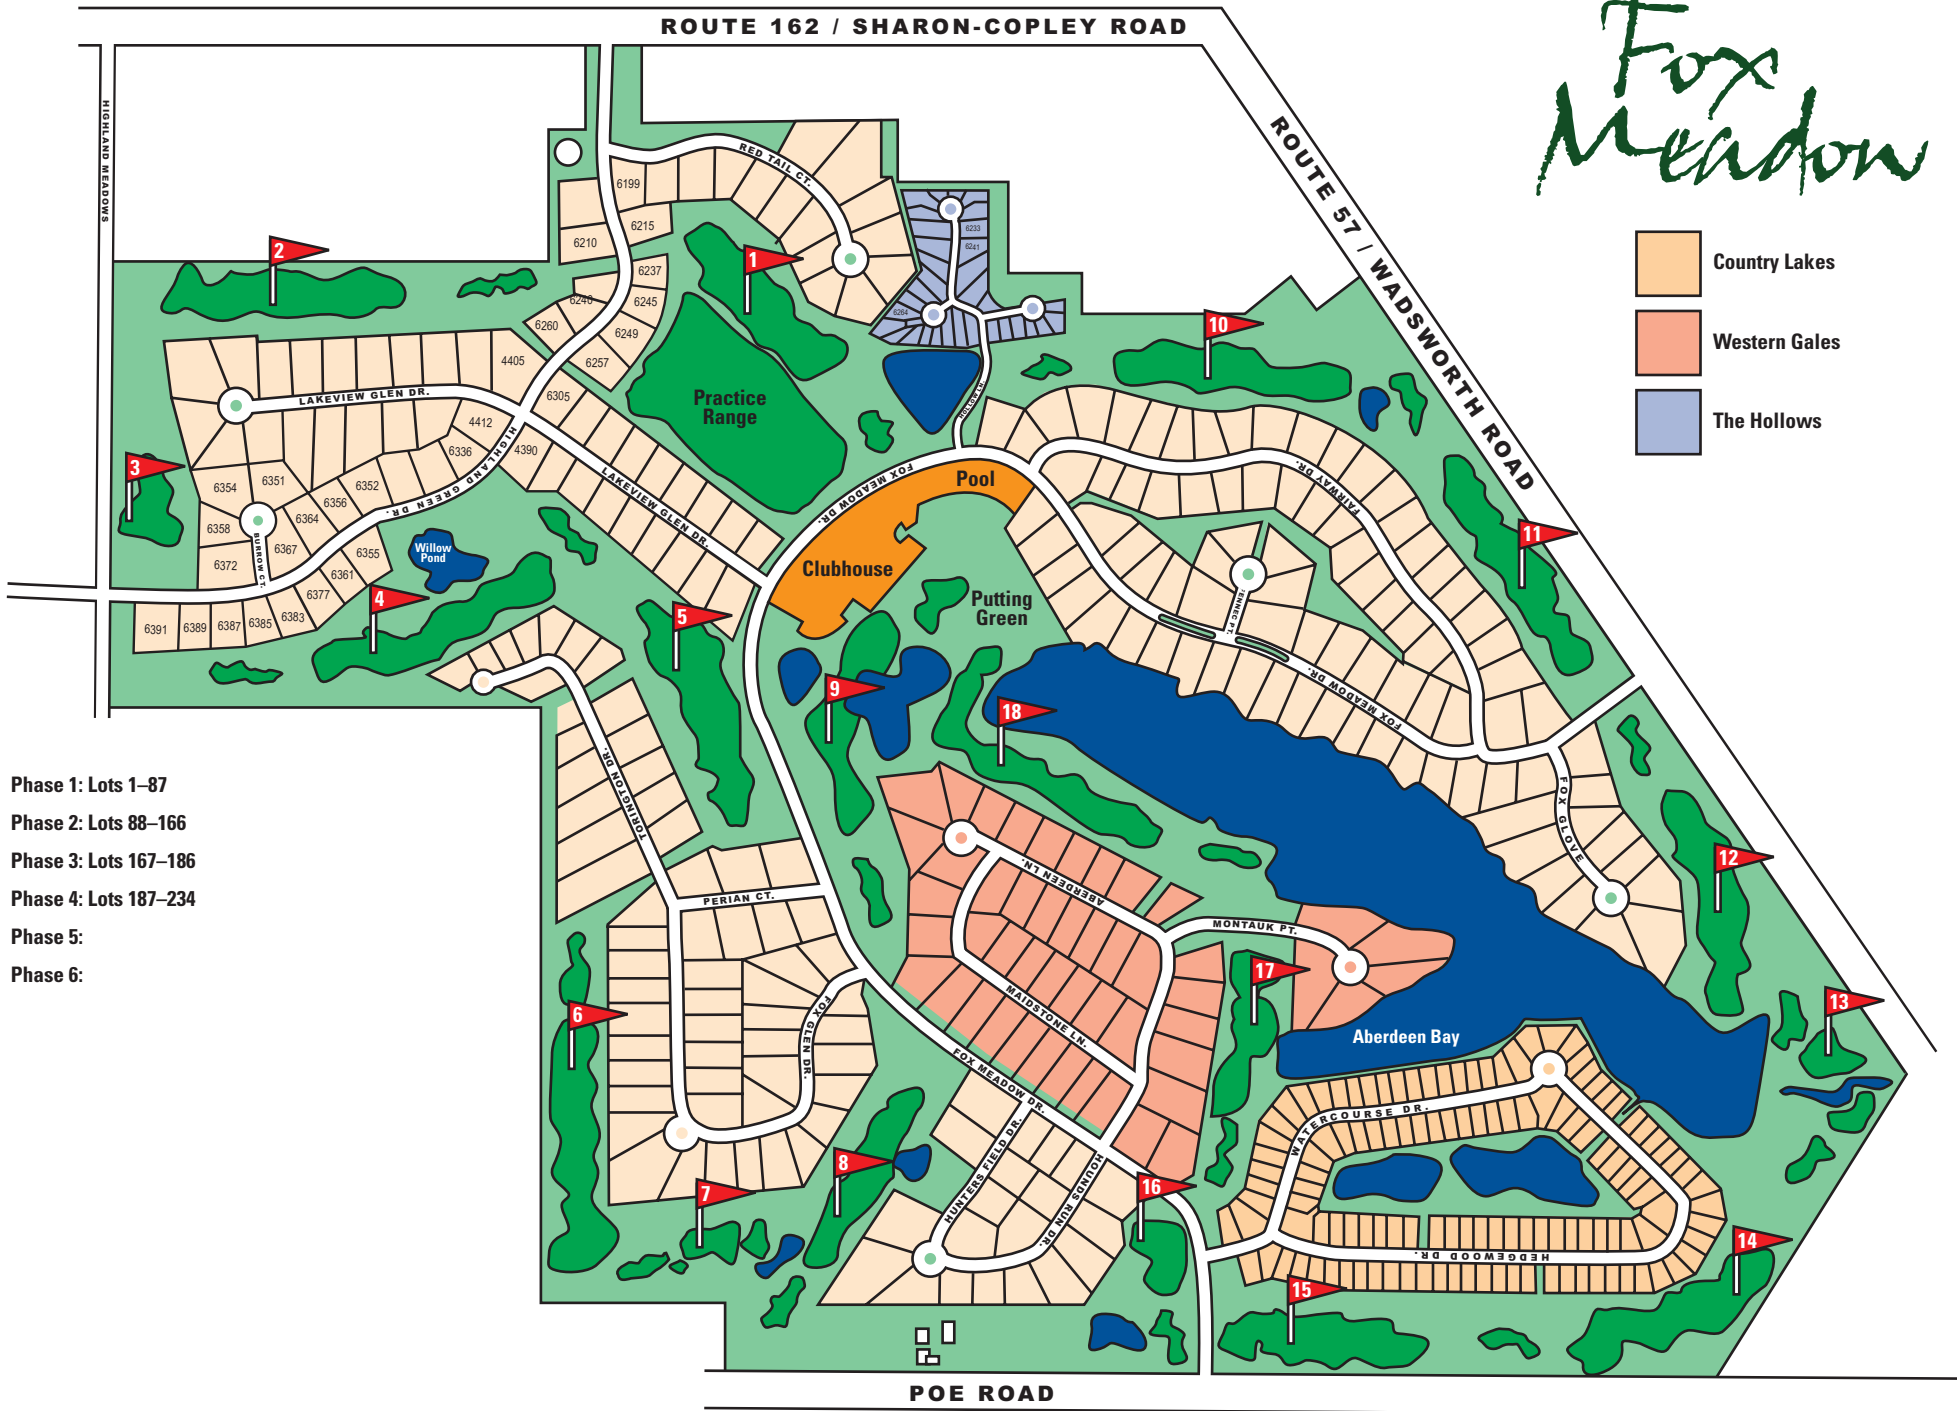 ROUTE 162 / SHARON-COPLEY ROAD
Fox
Meadow
HIGHLAND MEADOWS
ROUTE 57 / WADSWORTH ROAD
Country Lakes
Western Gales
The Hollows
RED TAIL CT.
6199
6215
6210
6237
6240
6245
6260
6249
6257
6233
6241
6264
2
1
10
4405
6305
LAKEVIEW GLEN DR.
4412
4390
6336
HIGHLAND GREEN DR.
Practice
Range
HOLLOW LN.
3
6354
6351
6352
6356
6358
6364
6367
6372
6355
6361
6377
6383
6385
6387
6389
6391
BURROW CT.
Willow
Pond
4
LAKEVIEW GLEN DR.
FOX MEADOW DR.
Pool
Clubhouse
Putting
Green
FAIRWAY DR.
11
FENNEC PT.
FOX MEADOW DR.
5
9
18
TORINGTON DR.
Phase 1: Lots 1–87
Phase 2: Lots 88–166
Phase 3: Lots 167–186
Phase 4: Lots 187–234
Phase 5:
Phase 6:
FOX GLOVE
12
PERIAN CT.
ABERDEEN LN.
MONTAUK PT.
17
MAIDSTONE LN.
6
FOX GLEN DR.
FOX MEADOW DR.
Aberdeen Bay
13
WATERCOURSE DR.
HUNTERS FIELD DR.
HOUNDS RUN DR.
8
7
16
HEDGEWOOD DR.
14
15
POE ROAD